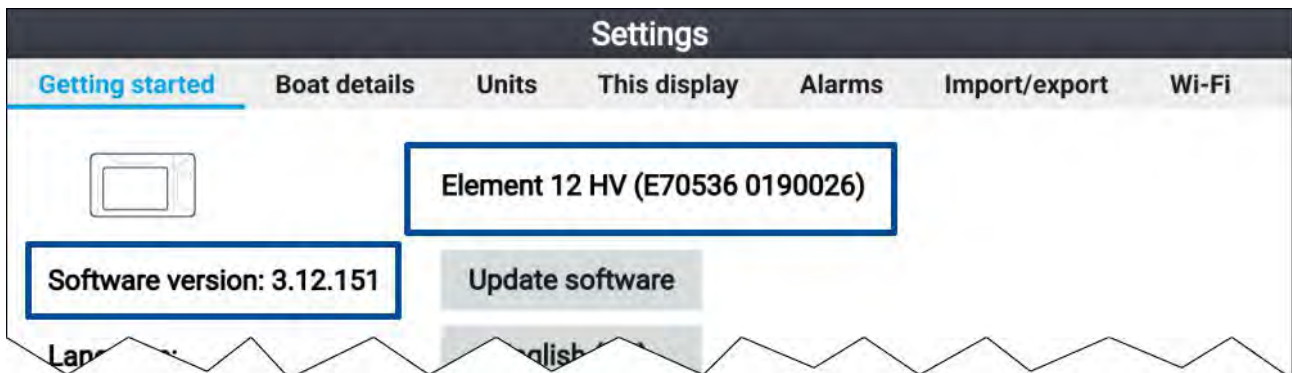 Settings
Getting started Boat details Units This display Alarms Import/export Wi-Fi
Element 12 HV (E70536 0190026)
Software version: 3.12.151 Update software